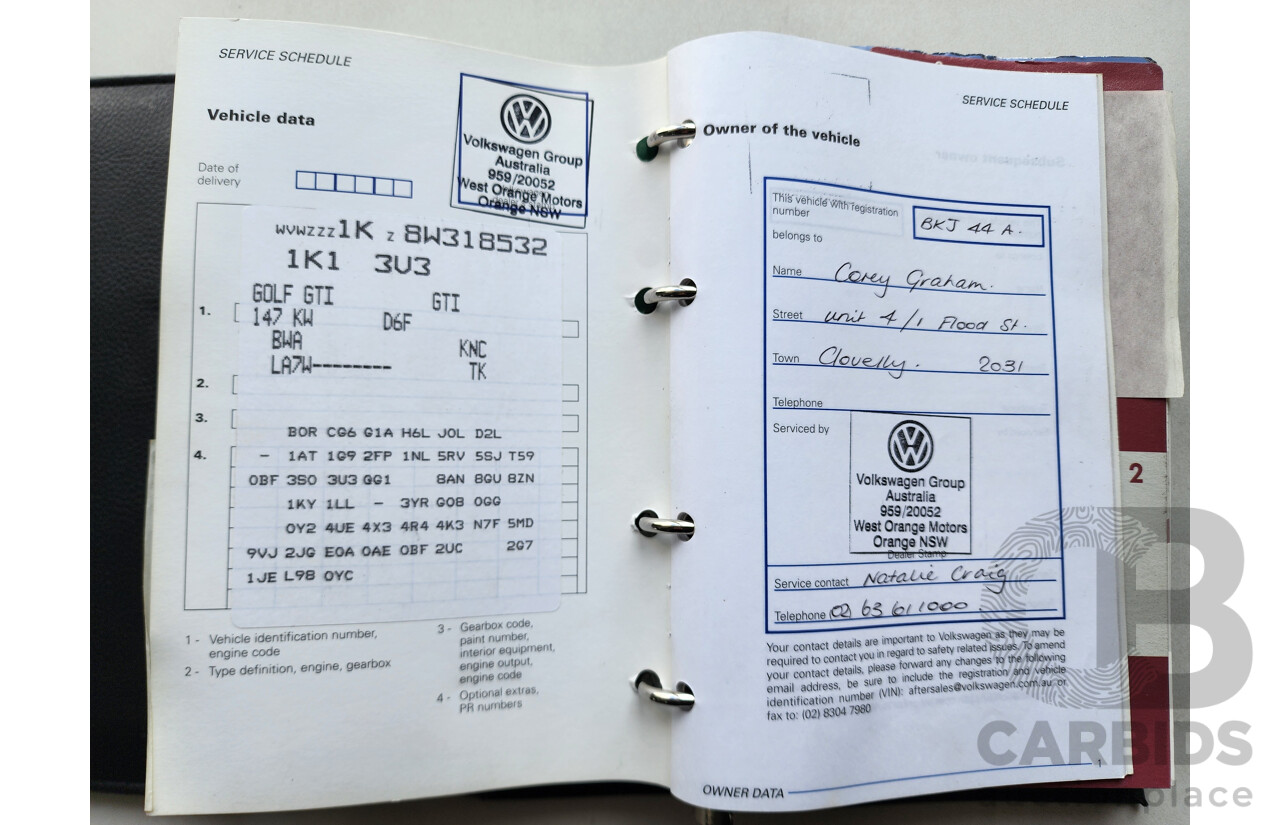 SERVICE SCHEDULE
Vehicle data
Date of
delivery
Volkswagen Group
Australia
959/20052
West Orange Motors
Orange NSW
WVWZZZ1K Z 8W318532
1K1 3U3
GOLF GTI GTI
1.
147 KW D6F
BWA KNC
LA7W-------- TK
2.
3.
BOR CG6 G1A H6L JOL D2L
4.
- 1AT 1G9 2FP 1NL 5RV 5SJ T59
0BF 3SO 3U3 GG1 8AN 8GU 8ZN
1KY 1LL - 3YR GOB OGG
0Y2 4UE 4X3 4R4 4K3 N7F 5MD
9VJ 2JG E0A 0AE 0BF 2UC 2G7
1JE L98 0YC
1 - Vehicle identification number,
engine code
2 - Type definition, engine, gearbox
3 - Gearbox code,
paint number,
interior equipment,
engine output,
engine code
4 - Optional extras,
PR numbers
SERVICE SCHEDULE
Owner of the vehicle
This vehicle with registration
number
BKJ 44 A.
belongs to
Name Corey Graham.
Street unit 4/1 Flood St.
Town Clovelly. 2031
Telephone
Serviced by
Volkswagen Group
Australia
959/20052
West Orange Motors
Orange NSW
Dealer Stamp
Service contact Natalie Craig
Telephone (02) 63 611000
Your contact details are important to Volkswagen as they may be
required to contact you in regard to safety related issues. To amend
your contact details, please forward any changes to the following
email address, be sure to include the registration and vehicle
identification number (VIN): aftersales@volkswagen.com.au or
fax to: (02) 8304 7980
1
OWNER DATA
2
CARBIDS